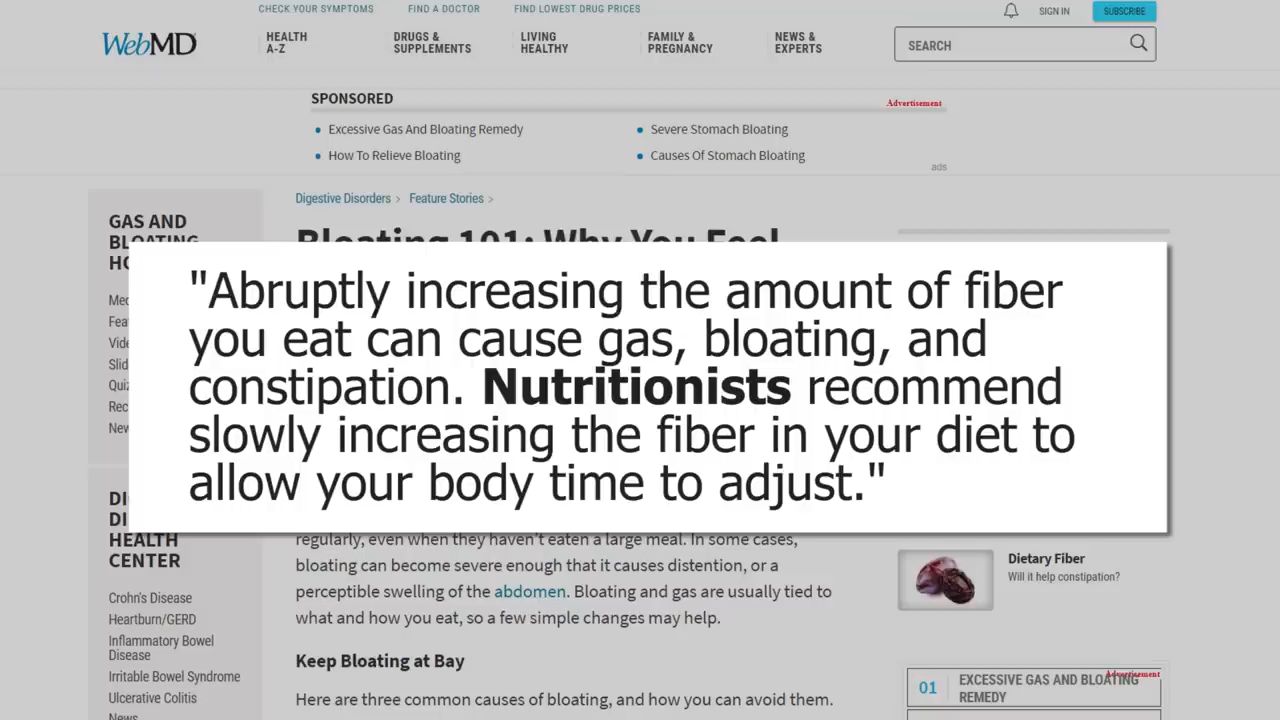 CHECK YOUR SYMPTOMS
FIND A DOCTOR
FIND LOWEST DRUG PRICES
SIGN IN
SUBSCRIBE
WebMD
HEALTH
A-Z
DRUGS &
SUPPLEMENTS
LIVING
HEALTHY
FAMILY &
PREGNANCY
NEWS &
EXPERTS
SEARCH
SPONSORED
Advertisement
Excessive Gas And Bloating Remedy
Severe Stomach Bloating
How To Relieve Bloating
Causes Of Stomach Bloating
ads
Digestive Disorders >
Feature Stories >
GAS AND
BLOATING
Bloating 101: Why You Feel
"Abruptly increasing the amount of fiber
you eat can cause gas, bloating, and
constipation. Nutritionists recommend
slowly increasing the fiber in your diet to
allow your body time to adjust."
HEALTH
CENTER
Crohn's Disease
Heartburn/GERD
Inflammatory Bowel
Disease
Irritable Bowel Syndrome
Ulcerative Colitis
News
regularly, even when they haven't eaten a large meal. In some cases,
bloating can become severe enough that it causes distention, or a
perceptible swelling of the abdomen. Bloating and gas are usually tied to
what and how you eat, so a few simple changes may help.
Keep Bloating at Bay
Here are three common causes of bloating, and how you can avoid them.
Dietary Fiber
Will it help constipation?
Advertisement
01
EXCESSIVE GAS AND BLOATING
REMEDY